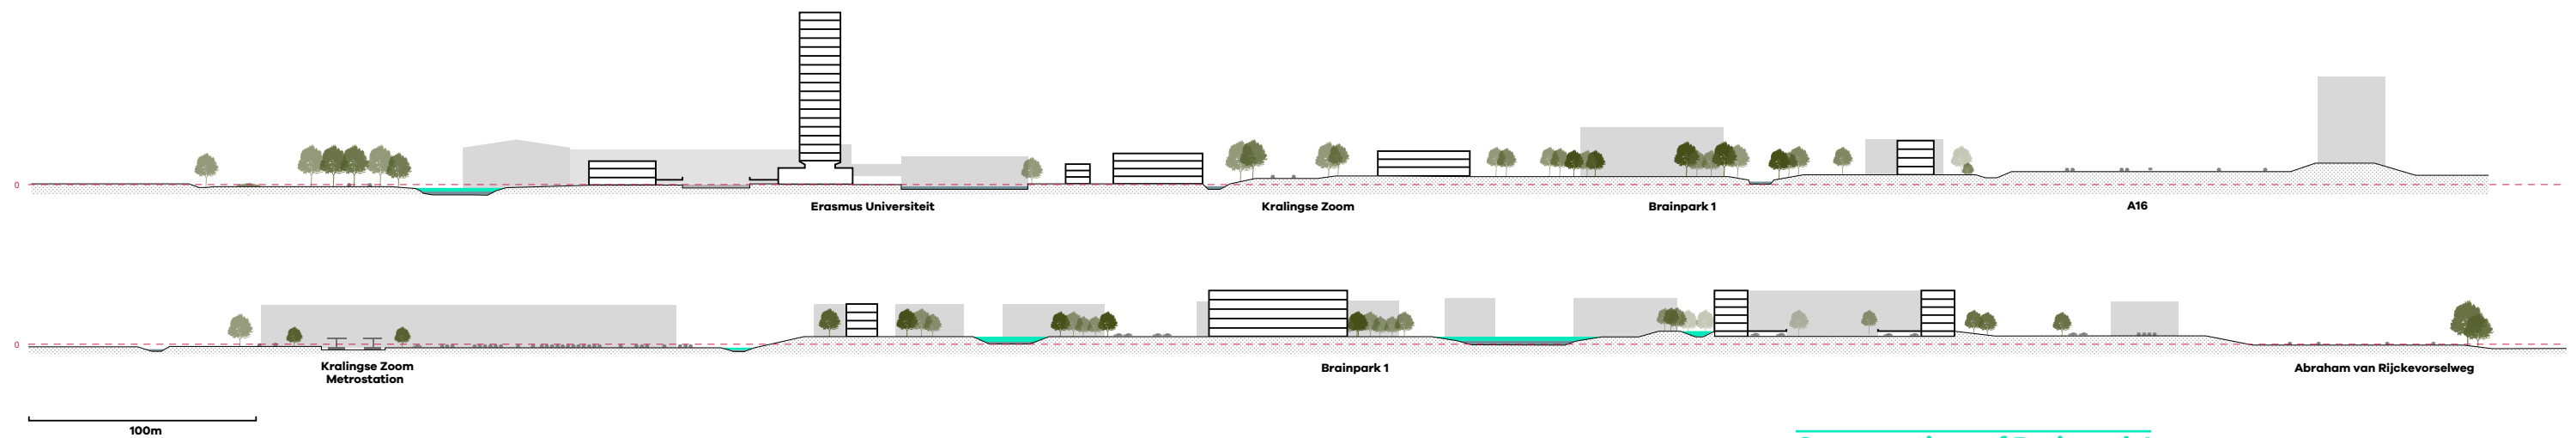 0
Erasmus Universiteit
Kralingse Zoom
Brainpark 1
A16
0
Kralingse Zoom
Metrostation
Brainpark 1
Abraham van Rijckevorselweg
100m